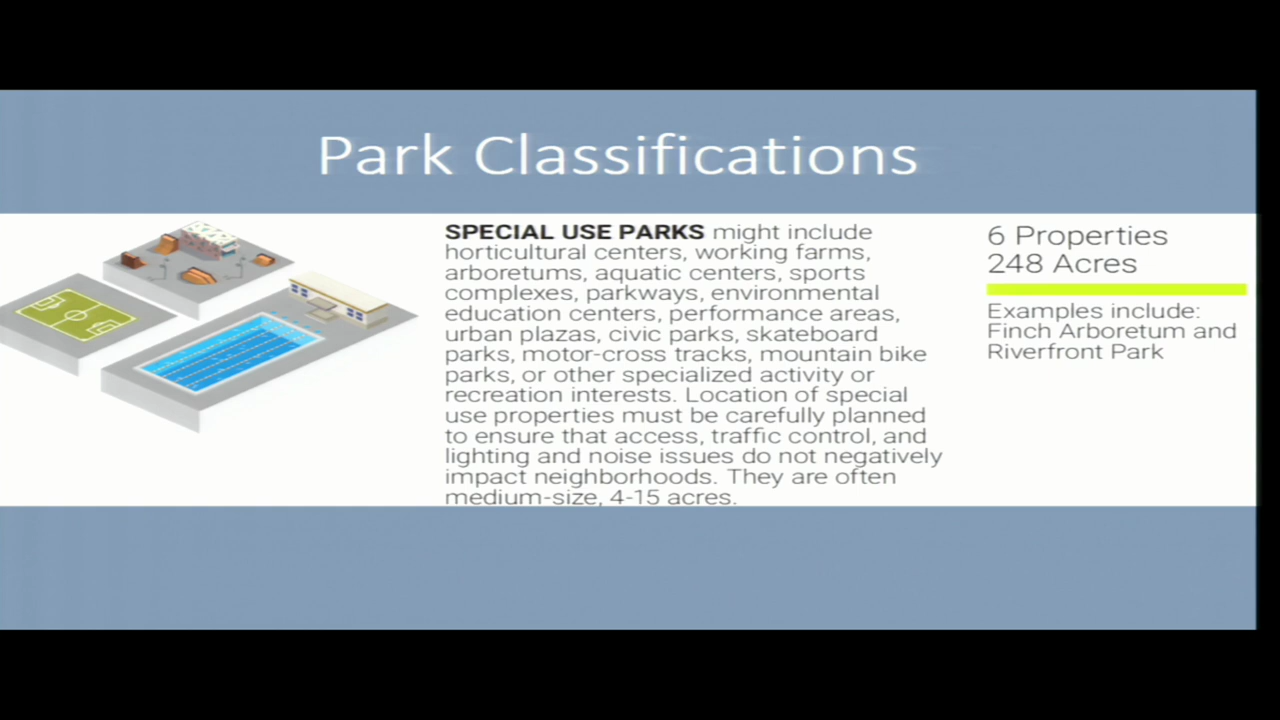 Park Classifications
SPECIAL USE PARKS might include
horticultural centers, working farms,
arboretums, aquatic centers, sports
complexes, parkways, environmental
education centers, performance areas,
urban plazas, civic parks, skateboard
parks, motor-cross tracks, mountain bike
parks, or other specialized activity or
recreation interests. Location of special
use properties must be carefully planned
to ensure that access, traffic control, and
lighting and noise issues do not negatively
impact neighborhoods. They are often
medium-size, 4-15 acres.
6 Properties
248 Acres
Examples include:
Finch Arboretum and
Riverfront Park